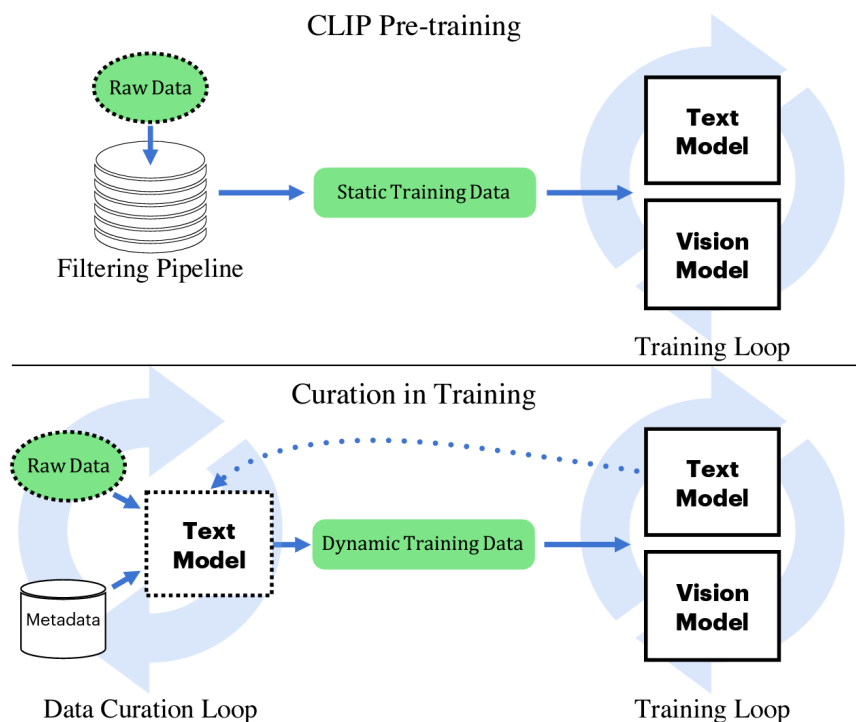 CLIP Pre-training
Raw Data
Text
Model
Static Training Data
Vision
Model
Filtering Pipeline
Training Loop
Curation in Training
Raw Data
Text
Model
Text
Model
Dynamic Training Data
Metadata
Vision
Model
Data Curation Loop
Training Loop